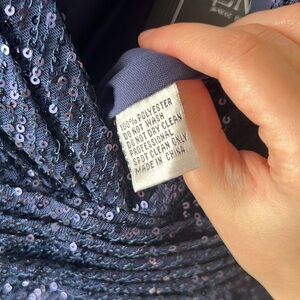 100% POLYESTER
DO NOT WASH
DO NOT DRY CLEAN
PROFESSIONAL
SPOT CLEAN ONLY
MADE IN CHINA